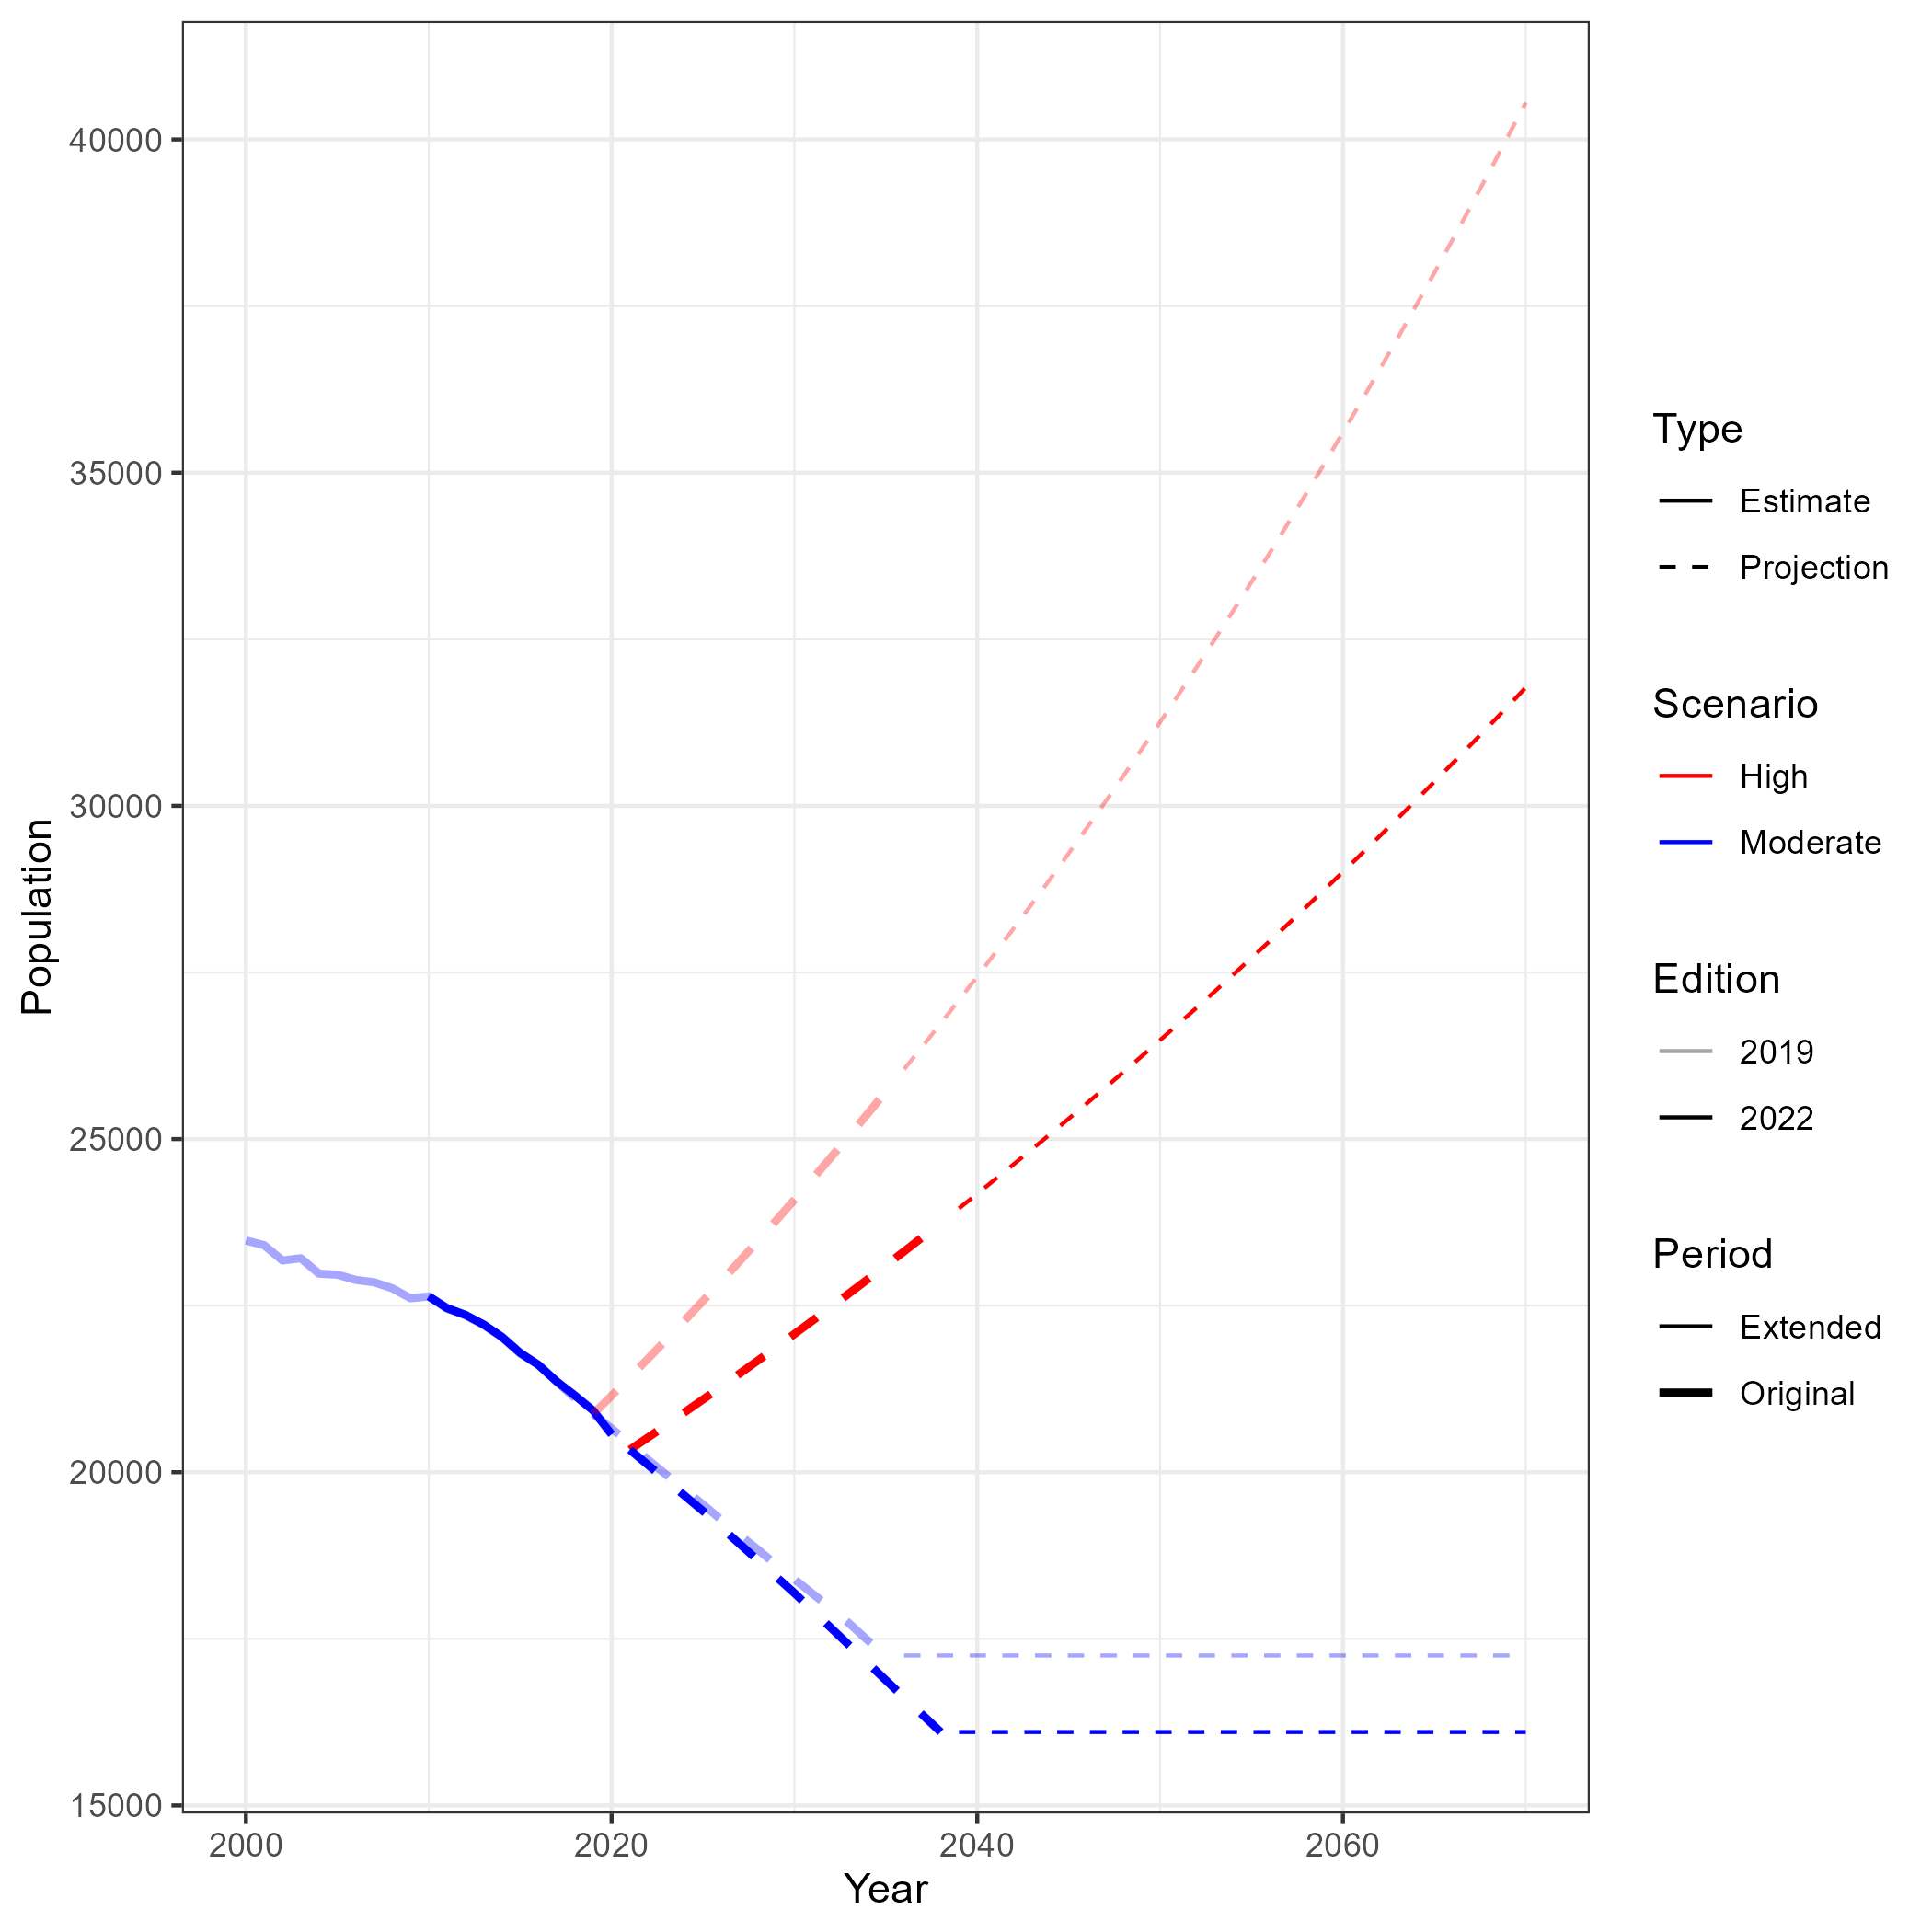 40000
35000
30000
25000
20000
15000
Population
2000
2020
2040
2060
Year
Type
Estimate
Projection
Scenario
High
Moderate
Edition
2019
2022
Period
Extended
Original